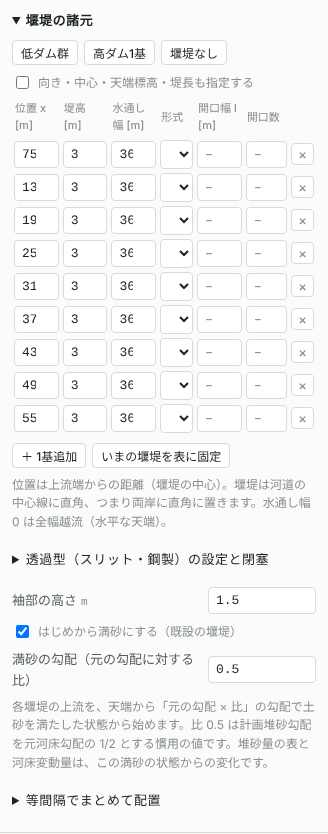 ▼ 堰堤の諸元
低ダム群 高ダム1基 堰堤なし
向き・中心・天端標高・堤長も指定する
位置 x [m] 堤高 [m] 水通し幅 [m] 形式 開口幅 l [m] 開口数
75 3 36 – – ×
13 3 36 – – ×
19 3 36 – – ×
25 3 36 – – ×
31 3 36 – – ×
37 3 36 – – ×
43 3 36 – – ×
49 3 36 – – ×
55 3 36 – – ×
＋ 1基追加 いまの堰堤を表に固定
位置は上流端からの距離（堰堤の中心）。堰堤は河道の
中心線に直角、つまり両岸に直角に置きます。水通し幅
0 は全幅越流（水平な天端）。
▶ 透過型（スリット・鋼製）の設定と閉塞
袖部の高さ m 1.5
はじめから満砂にする（既設の堰堤）
満砂の勾配（元の勾配に対する
比） 0.5
各堰堤の上流を、天端から「元の勾配 × 比」の勾配で土
砂を満たした状態から始めます。比 0.5 は計画堆砂勾配
を元河床勾配の 1/2 とする慣用の値です。堆砂量の表と
河床変動量は、この満砂の状態からの変化です。
▶ 等間隔でまとめて配置